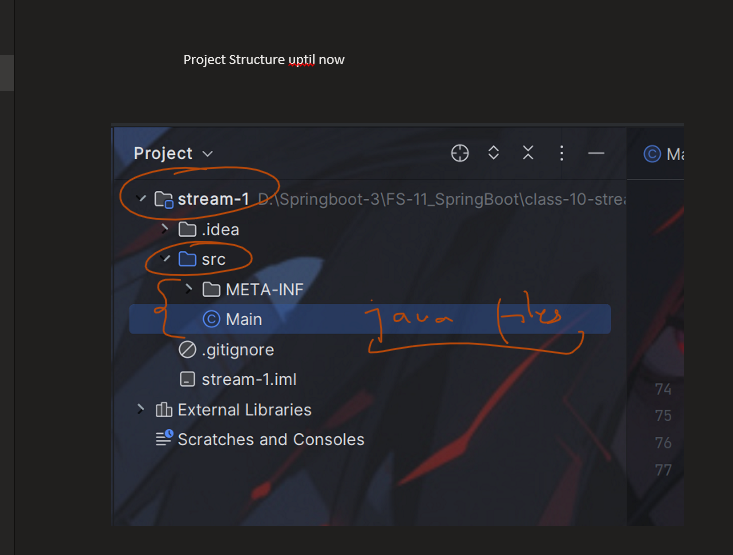 Project Structure uptil now
Project
Ma
stream-1 D:\Springboot-3\FS-11_SpringBoot\class-10-strea
.idea
src
META-INF
Main
java files
.gitignore
stream-1.iml
74
External Libraries
75
Scratches and Consoles
76
77